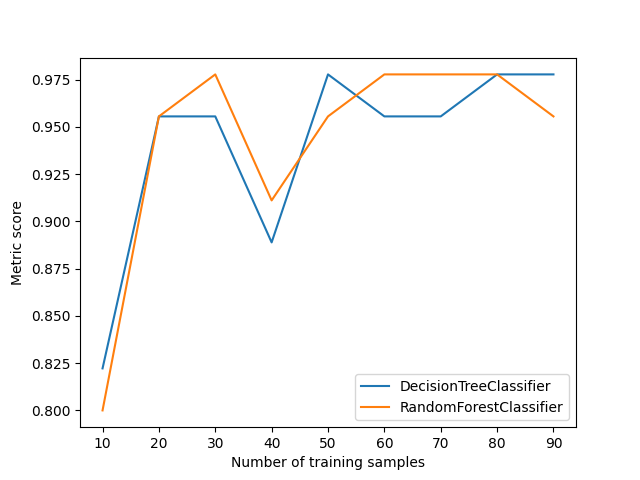 0.975
0.950
0.925
0.900
0.875
0.850
0.825
0.800
Metric score
10 20 30 40 50 60 70 80 90
Number of training samples
DecisionTreeClassifier
RandomForestClassifier